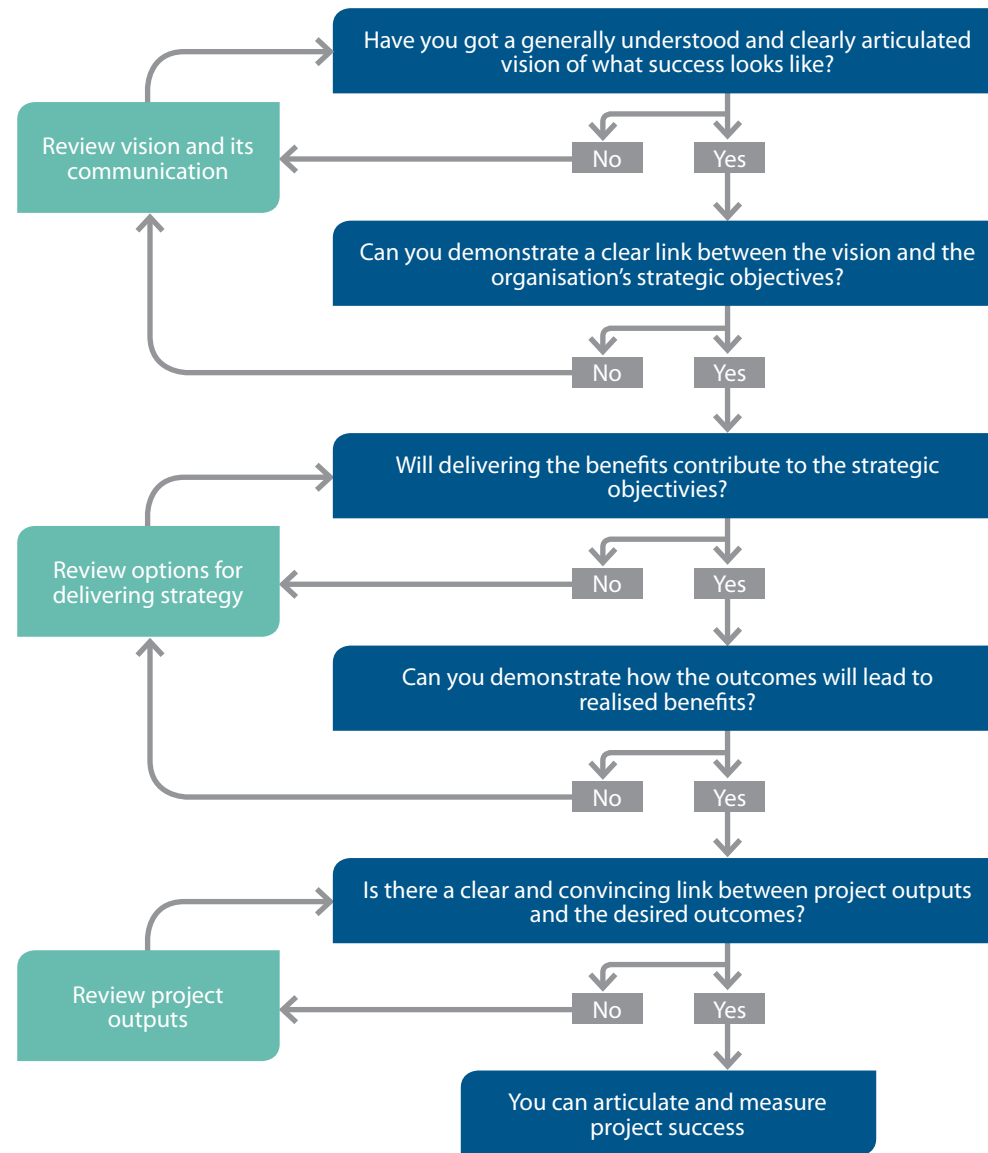 Have you got a generally understood and clearly articulated
vision of what success looks like?
Review vision and its
communication
No
Yes
Can you demonstrate a clear link between the vision and the
organisation’s strategic objectives?
No
Yes
Will delivering the benefits contribute to the strategic
objectivies?
Review options for
delivering strategy
No
Yes
Can you demonstrate how the outcomes will lead to
realised benefits?
No
Yes
Is there a clear and convincing link between project outputs
and the desired outcomes?
Review project
outputs
No
Yes
You can articulate and measure
project success